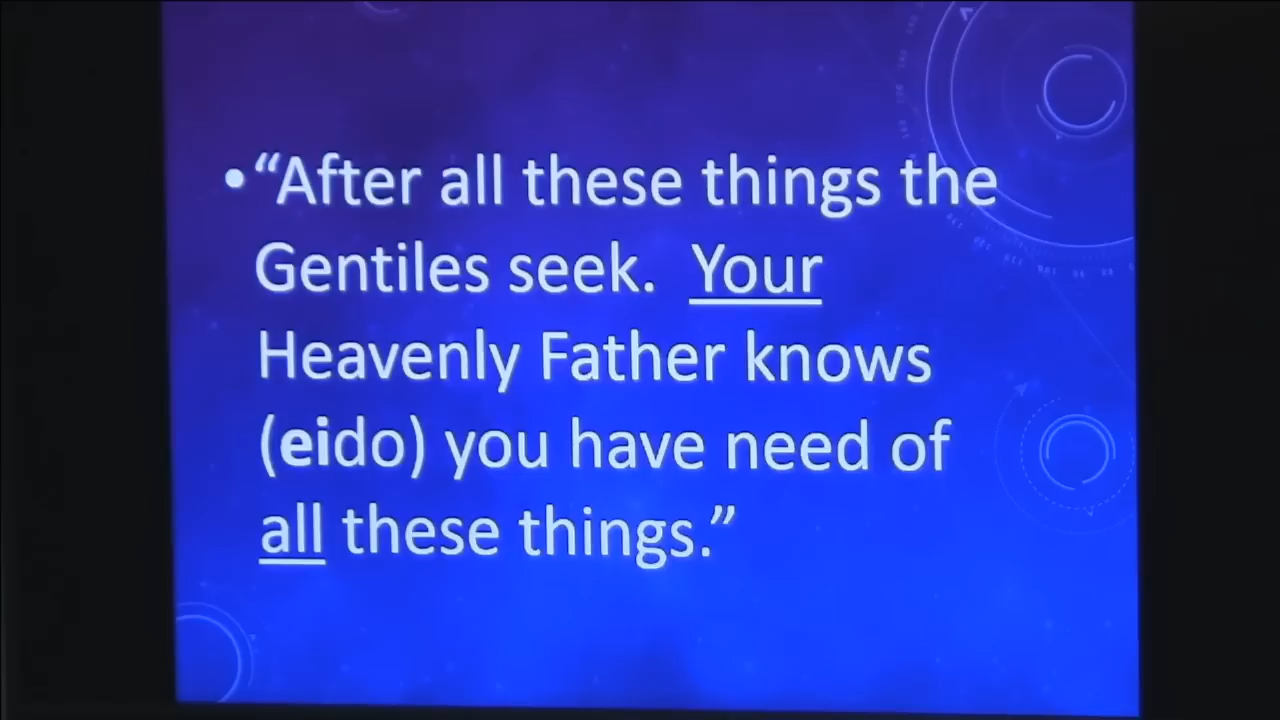 •“After all these things the
Gentiles seek.  Your
Heavenly Father knows
(eido) you have need of
all these things.”